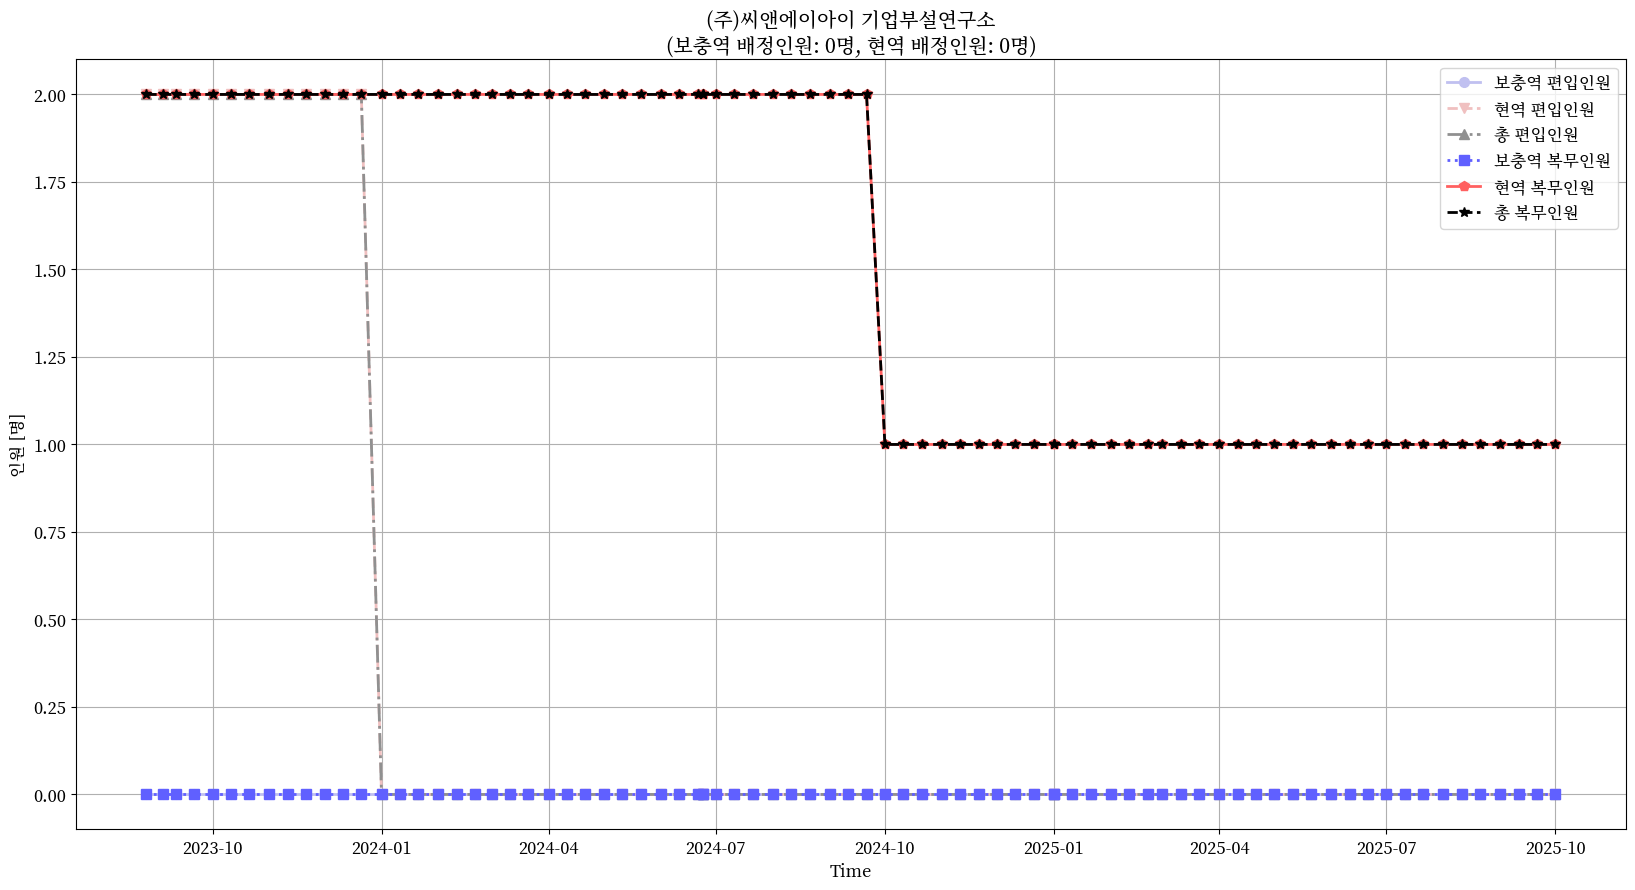 (주)씨앤에이아이 기업부설연구소
(보충역 배정인원: 0명, 현역 배정인원: 0명)
보충역 편입인원
현역 편입인원
총 편입인원
보충역 복무인원
현역 복무인원
총 복무인원
2.00
1.75
1.50
1.25
1.00
0.75
0.50
0.25
0.00
인원 [명]
2023-10
2024-01
2024-04
2024-07
2024-10
2025-01
2025-04
2025-07
2025-10
Time